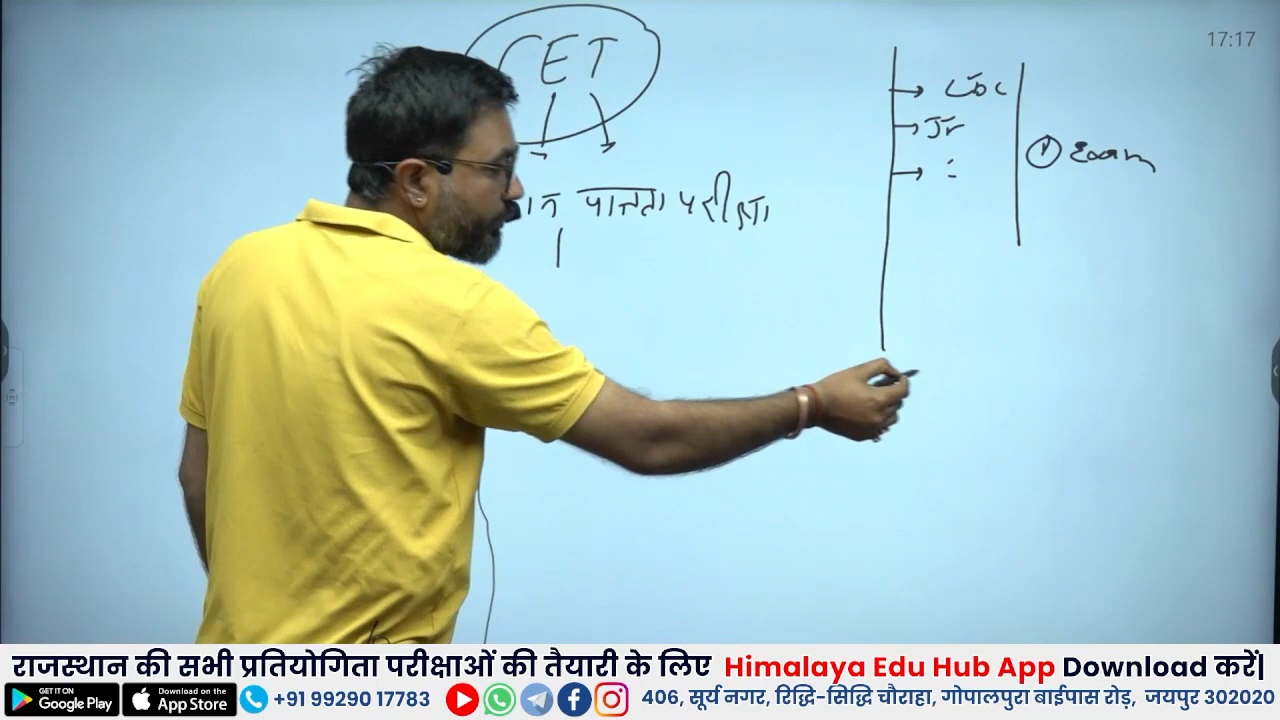 17:17
CET
पात्रता परीक्षा
→ LDC
→ Jr
→ :
① Exam
राजस्थान की सभी प्रतियोगिता परीक्षाओं की तैयारी के लिए Himalaya Edu Hub App Download करें|
GET IT ON Google Play
Download on the App Store
+91 99290 17783
406, सूर्य नगर, रिद्धि-सिद्धि चौराहा, गोपालपुरा बाईपास रोड़, जयपुर 302020